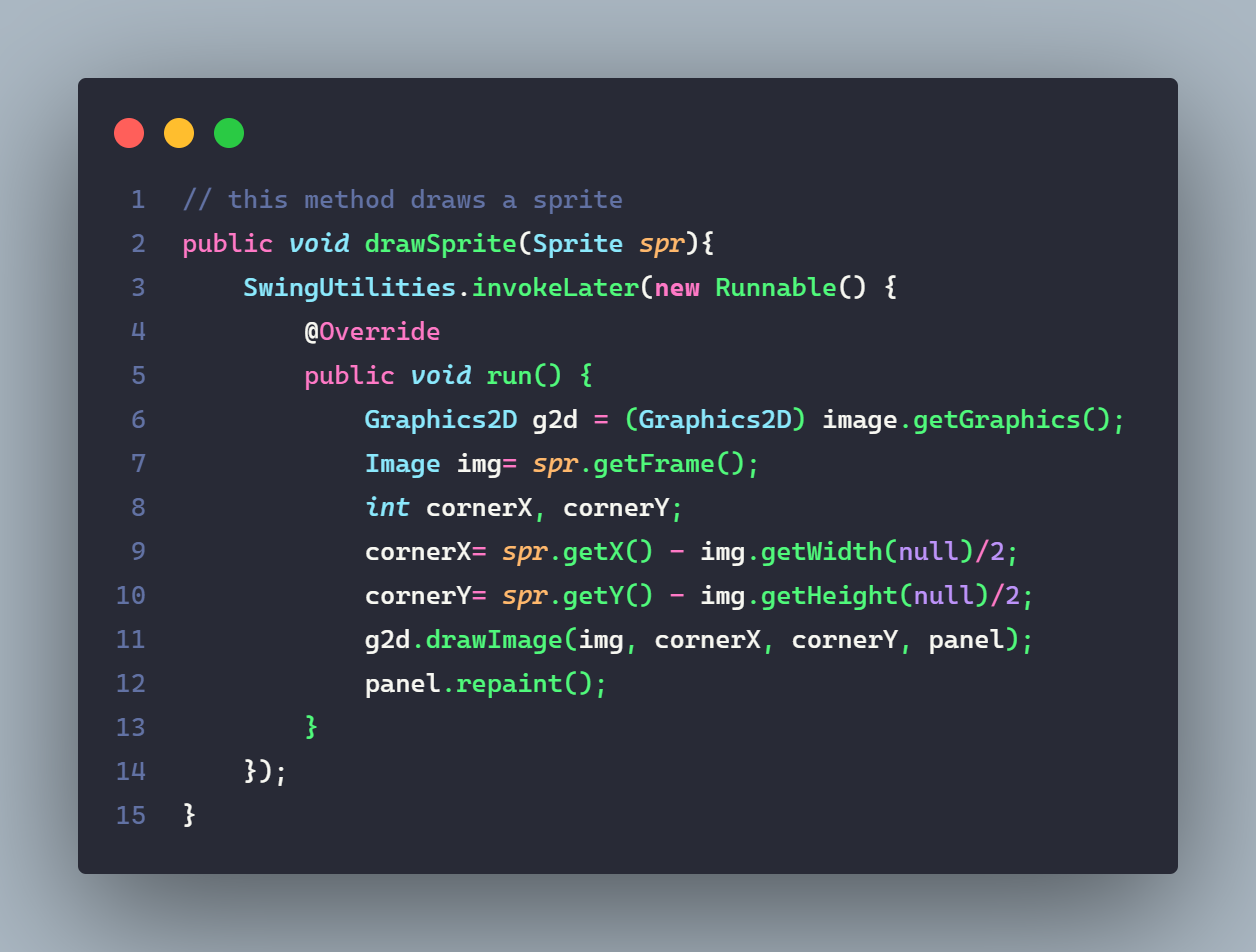 1 // this method draws a sprite
2 public void drawSprite(Sprite spr){
3     SwingUtilities.invokeLater(new Runnable() {
4         @Override
5         public void run() {
6             Graphics2D g2d = (Graphics2D) image.getGraphics();
7             Image img= spr.getFrame();
8             int cornerX, cornerY;
9             cornerX= spr.getX() - img.getWidth(null)/2;
10             cornerY= spr.getY() - img.getHeight(null)/2;
11             g2d.drawImage(img, cornerX, cornerY, panel);
12             panel.repaint();
13         }
14     });
15 }